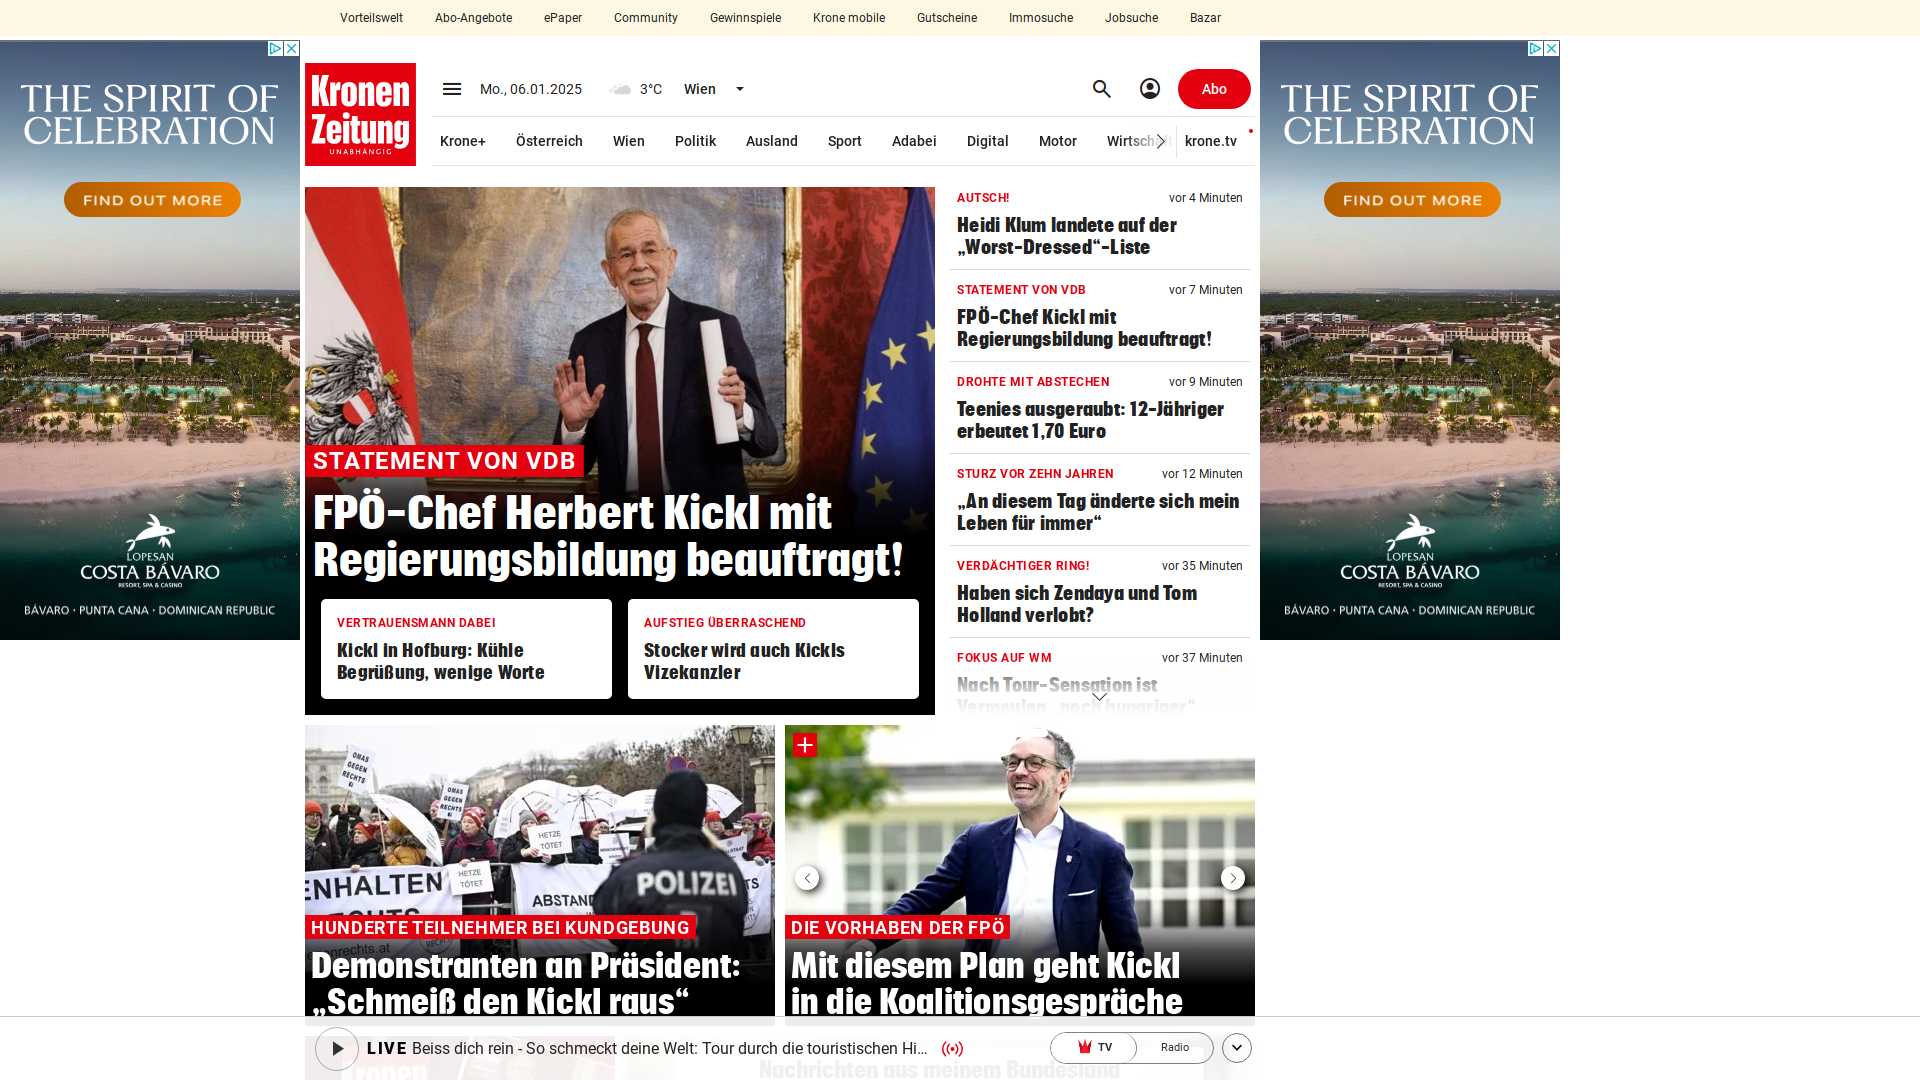 Vorteilswelt Abo-Angebote ePaper Community Gewinnspiele Krone mobile Gutscheine Immosuche Jobsuche Bazar
THE SPIRIT OF
CELEBRATION
FIND OUT MORE
LOPESAN
COSTA BÁVARO
RESORT, SPA & CASINO
BÁVARO · PUNTA CANA · DOMINICAN REPUBLIC
Kronen
Zeitung
UNABHÄNGIG
Mo., 06.01.2025 3°C Wien
Abo
Krone+ Österreich Wien Politik Ausland Sport Adabei Digital Motor Wirtschaft krone.tv
STATEMENT VON VDB
FPÖ-Chef Herbert Kickl mit
Regierungsbildung beauftragt!
VERTRAUENSMANN DABEI
Kickl in Hofburg: Kühle
Begrüßung, wenige Worte
AUFSTIEG ÜBERRASCHEND
Stocker wird auch Kickls
Vizekanzler
AUTSCH! vor 4 Minuten
Heidi Klum landete auf der
„Worst-Dressed“-Liste
STATEMENT VON VDB vor 7 Minuten
FPÖ-Chef Kickl mit
Regierungsbildung beauftragt!
DROHTE MIT ABSTECHEN vor 9 Minuten
Teenies ausgeraubt: 12-Jähriger
erbeutet 1,70 Euro
STURZ VOR ZEHN JAHREN vor 12 Minuten
„An diesem Tag änderte sich mein
Leben für immer“
VERDÄCHTIGER RING! vor 35 Minuten
Haben sich Zendaya und Tom
Holland verlobt?
FOKUS AUF WM vor 37 Minuten
Nach Tour-Sensation ist
Vermeulen „noch hungriger“
THE SPIRIT OF
CELEBRATION
FIND OUT MORE
LOPESAN
COSTA BÁVARO
RESORT, SPA & CASINO
BÁVARO · PUNTA CANA · DOMINICAN REPUBLIC
OMAS
GEGEN
RECHTS
OMAS
GEGEN
RECHTS
HETZE
TÖTET
HETZE
TÖTET
ENHALTEN
ABSTAND
POLIZEI
HUNDERTE TEILNEHMER BEI KUNDGEBUNG
Demonstranten an Präsident:
„Schmeiß den Kickl raus“
DIE VORHABEN DER FPÖ
Mit diesem Plan geht Kickl
in die Koalitionsgespräche
LIVE Beiss dich rein - So schmeckt deine Welt: Tour durch die touristischen Hi...
TV Radio
Kronen
Nachrichten aus meinem Bundesland